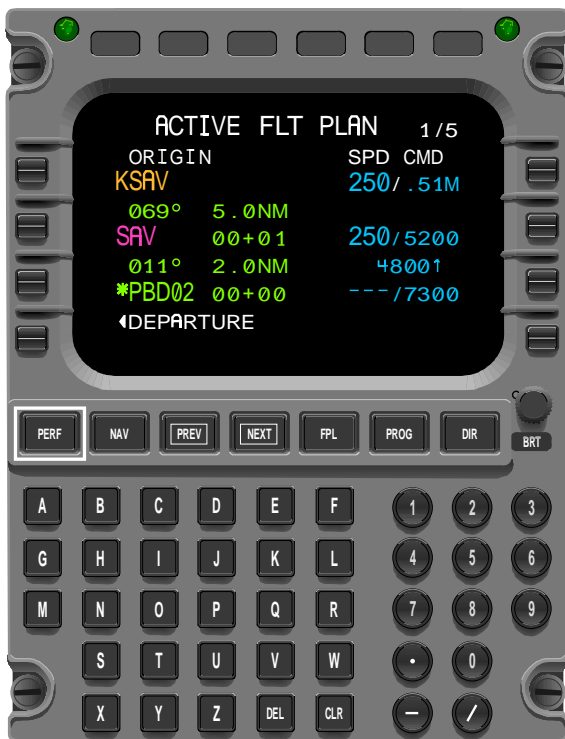 ACTIVE FLT PLAN 1/5
ORIGIN SPD CMD
KSAV 250/.51M
069° 5.0NM
SAV 00+01 250/5200
011° 2.0NM 4800↑
*PBD02 00+00 ---/7300
◀DEPARTURE
PERF NAV PREV NEXT FPL PROG DIR BRT
A B C D E F 1 2 3
G H I J K L 4 5 6
M N O P Q R 7 8 9
S T U V W . 0
X Y Z DEL CLR - /